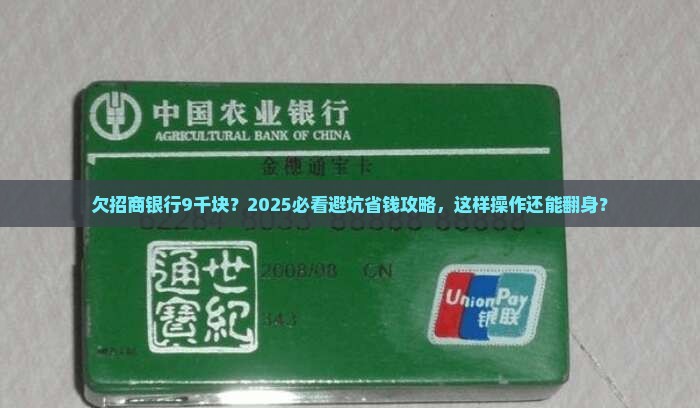 中国农业银行
AGRICULTURAL BANK OF CHINA
金穗通宝卡
欠招商银行9千块？2025必看避坑省钱攻略，这样操作还能翻身？
2008/08 CN
世紀
通寶
343
UnionPay
银联